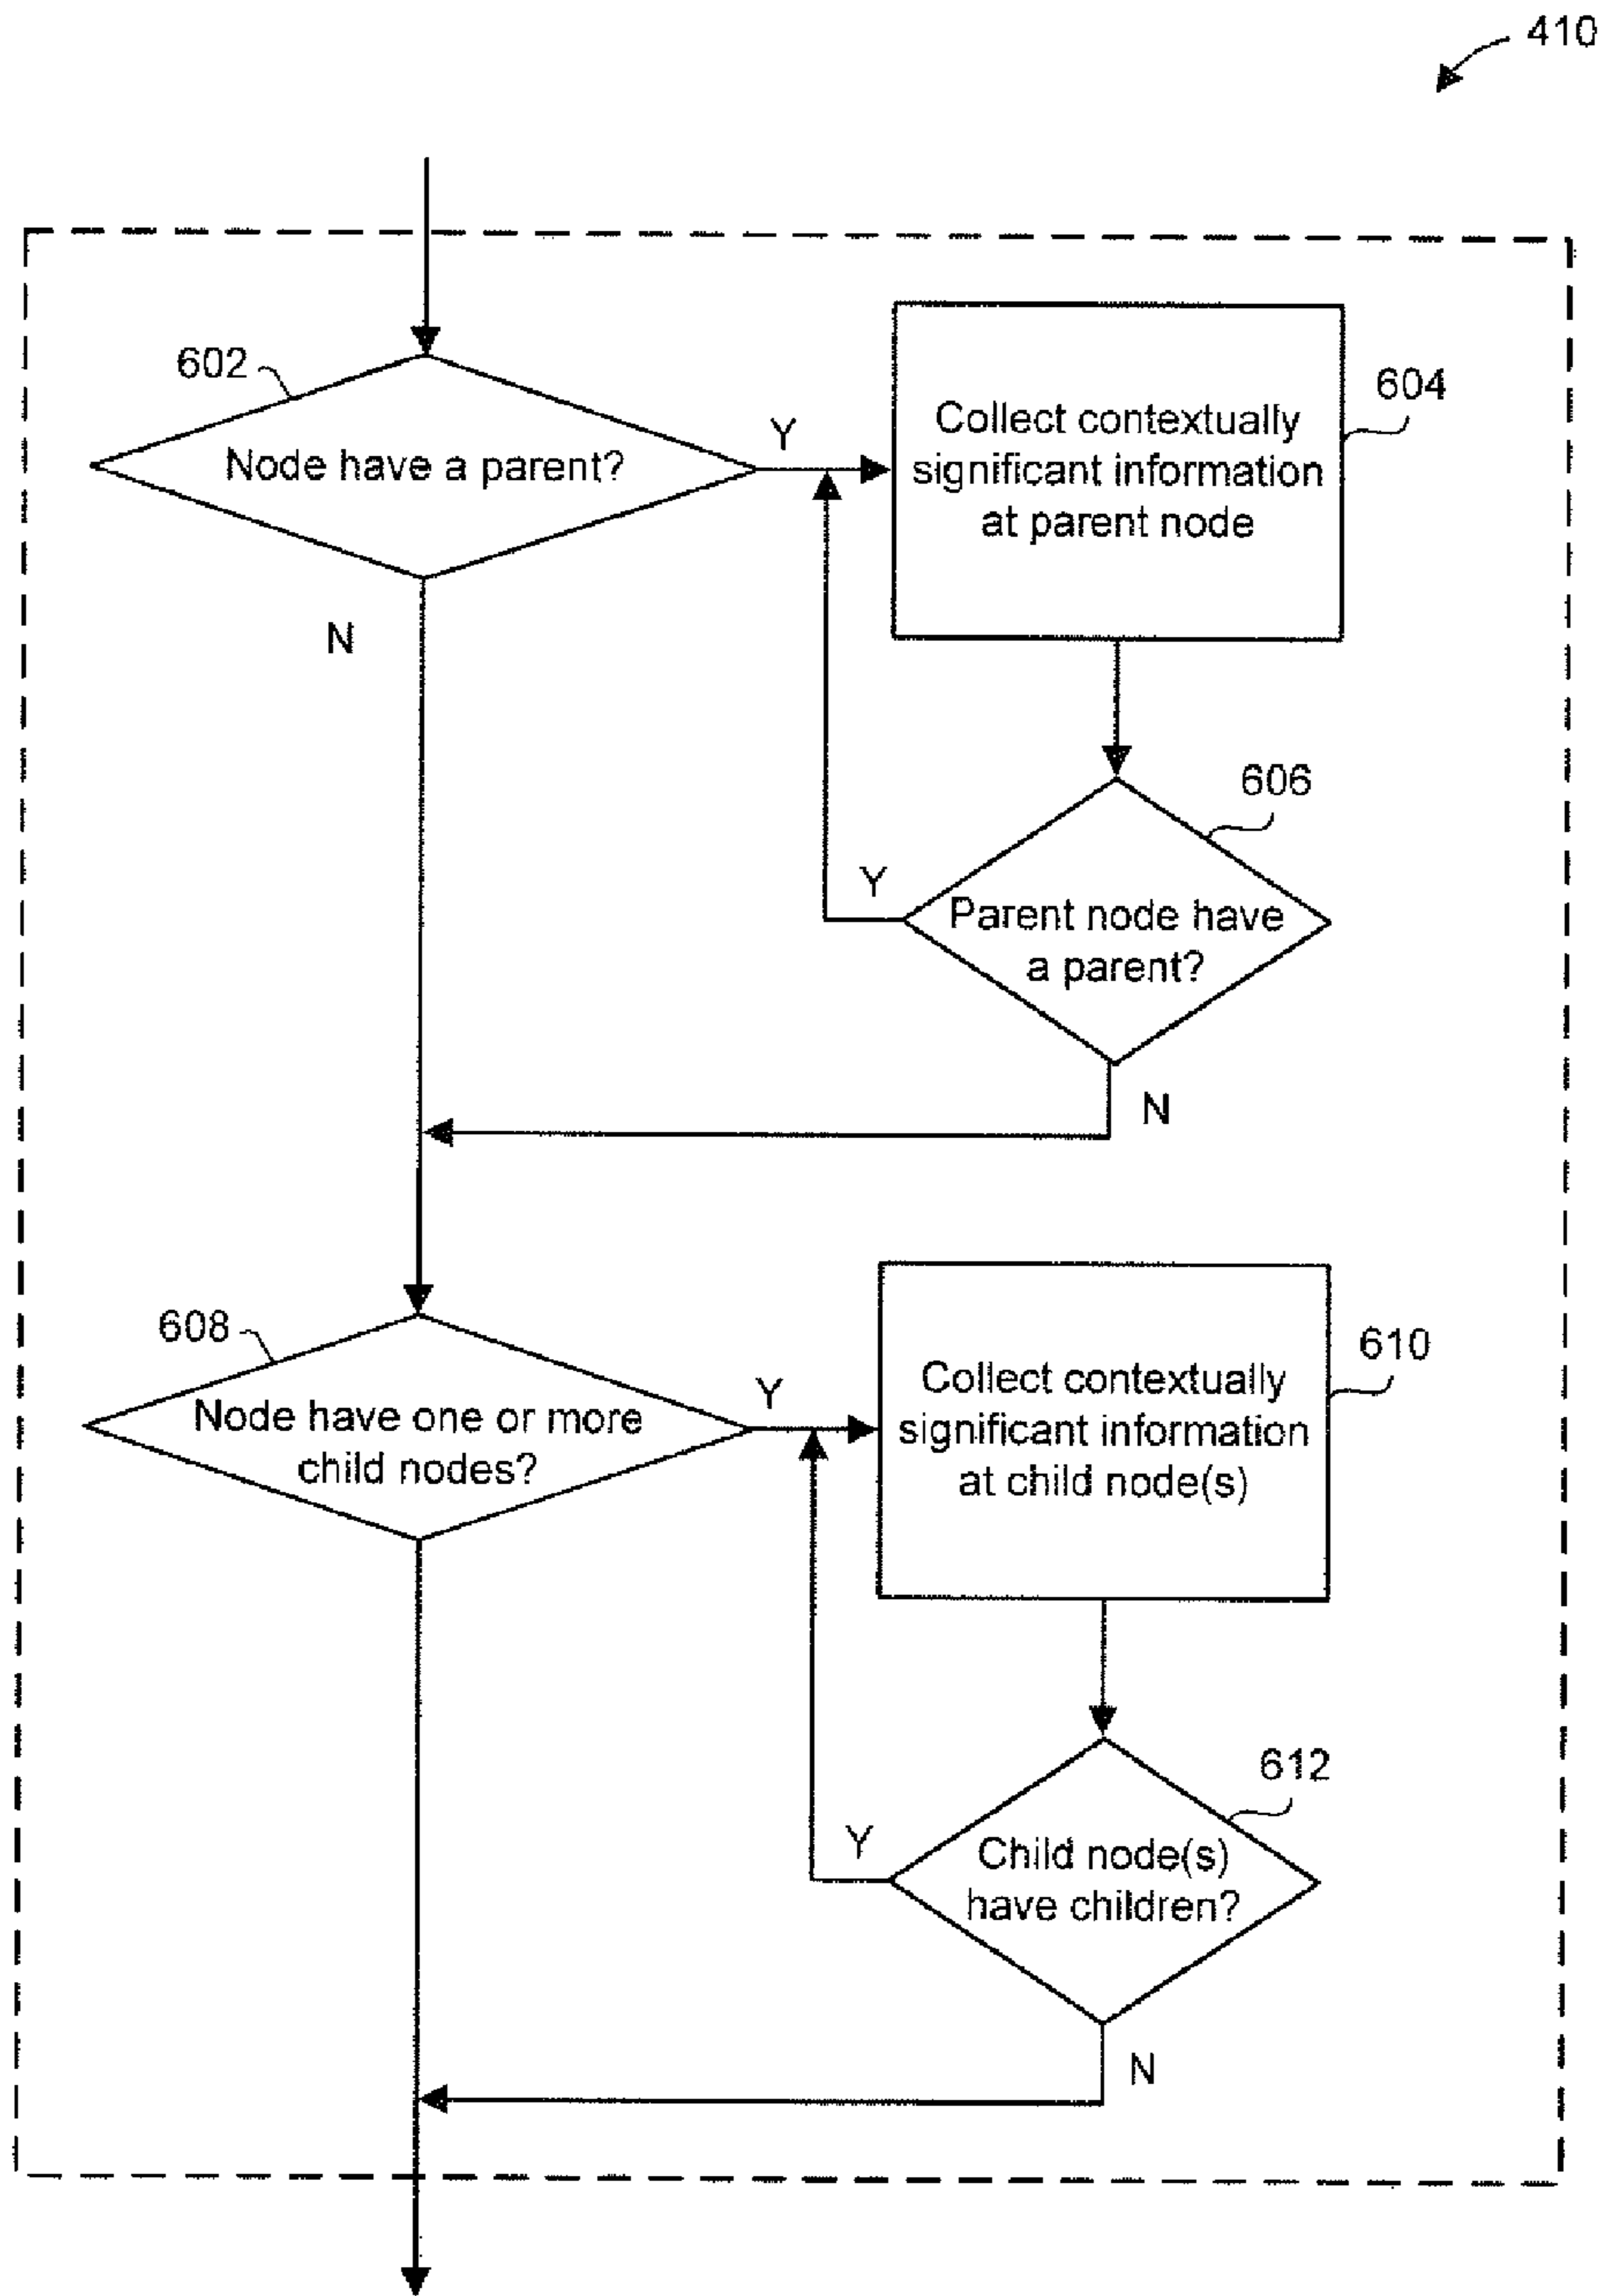 410
602
Node have a parent?
Y
604
Collect contextually
significant information
at parent node
N
606
Y
Parent node have
a parent?
N
608
Node have one or more
child nodes?
Y
610
Collect contextually
significant information
at child node(s)
612
Y
Child node(s)
have children?
N